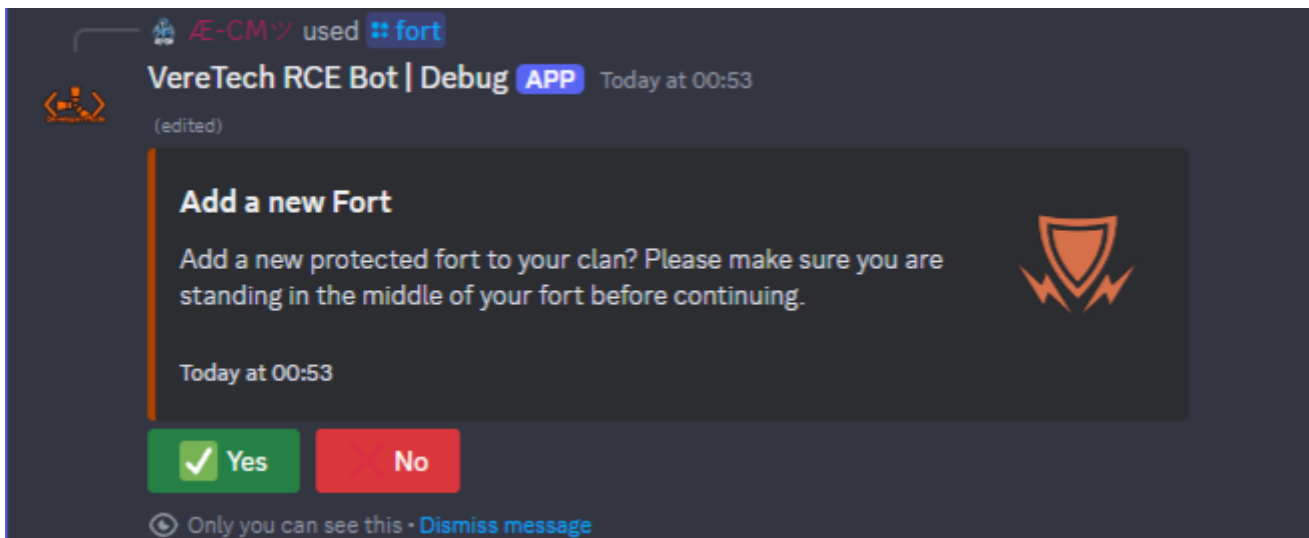 Æ-CMツ used fort
VereTech RCE Bot | Debug APP Today at 00:53
(edited)
Add a new Fort
Add a new protected fort to your clan? Please make sure you are
standing in the middle of your fort before continuing.
Today at 00:53
Yes No
Only you can see this • Dismiss message